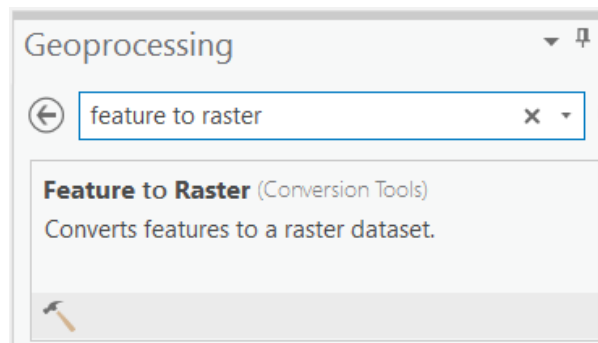 Geoprocessing
feature to raster
Feature to Raster (Conversion Tools)
Converts features to a raster dataset.